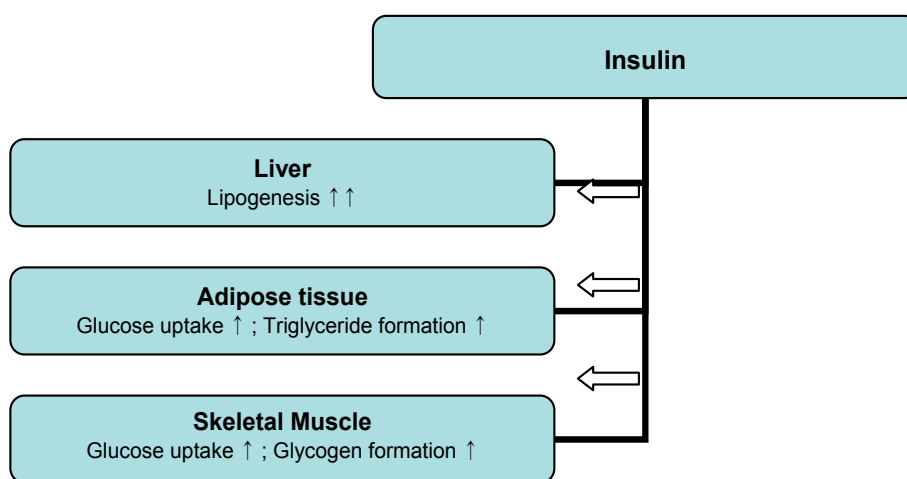 Insulin
Liver
Lipogenesis ↑↑
Adipose tissue
Glucose uptake ↑ ; Triglyceride formation ↑
Skeletal Muscle
Glucose uptake ↑ ; Glycogen formation ↑